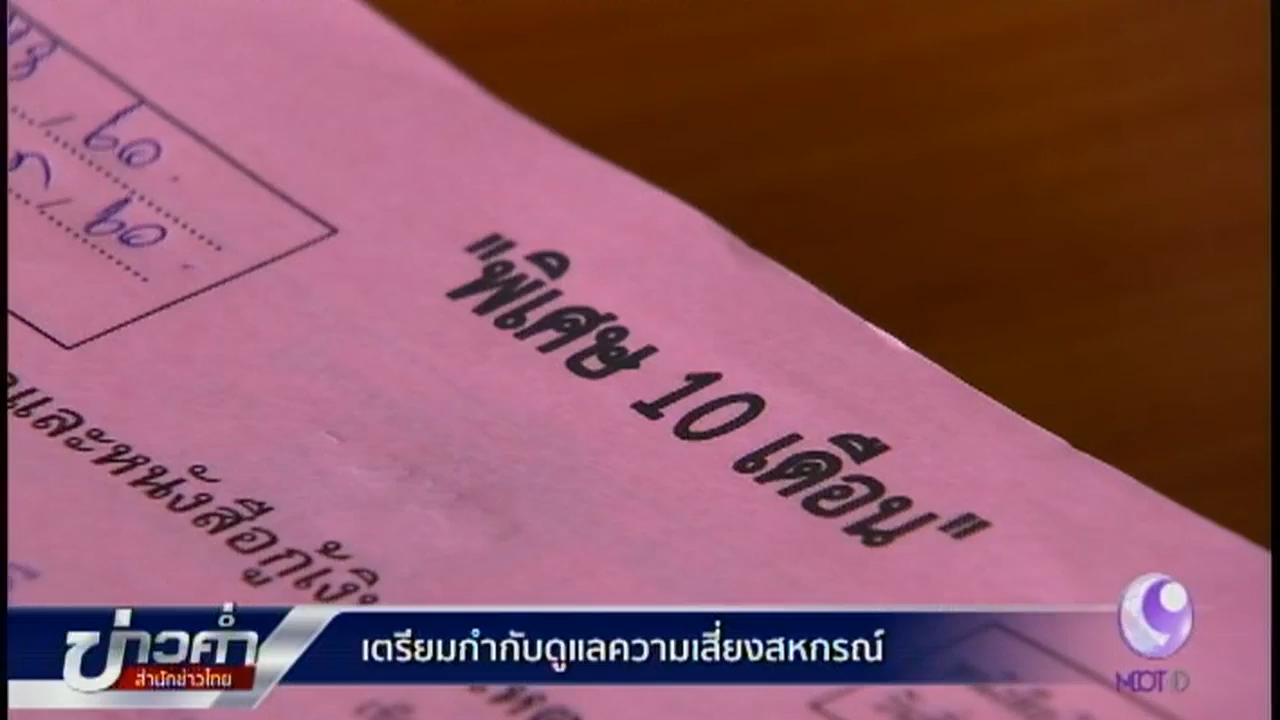 / ๖๐.
/ ๖๐.
"พิเศษ 10 เดือน"
และหนังสือกู้เงิ
ข่าวค่ำ
สำนักข่าวไทย
เตรียมกำกับดูแลความเสี่ยงสหกรณ์
MCOT HD